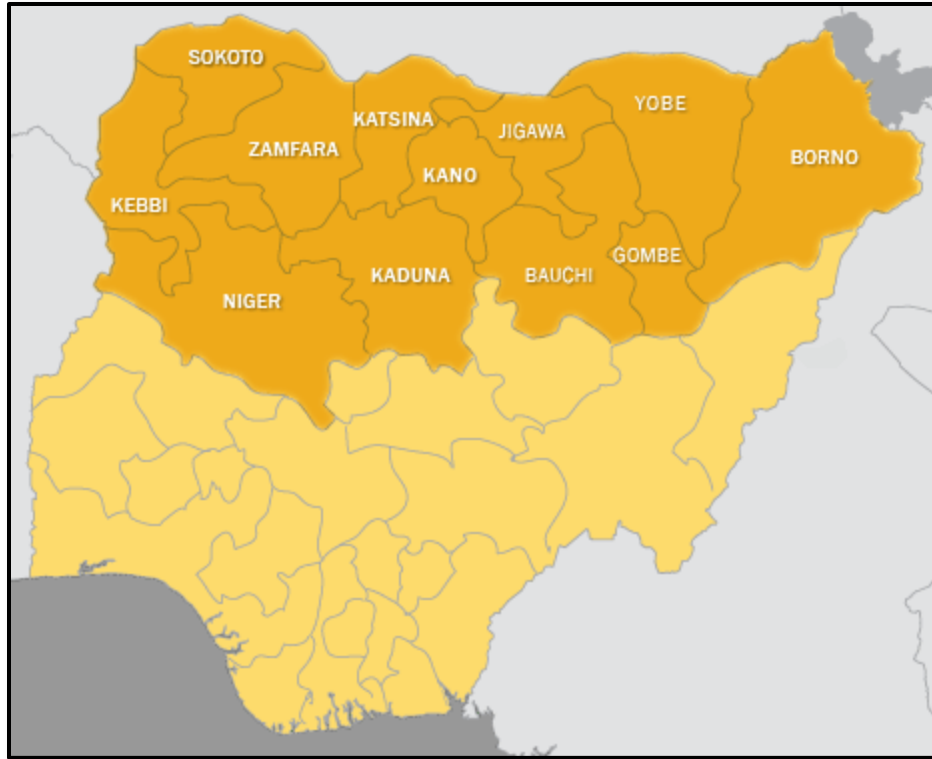 SOKOTO
KATSINA
YOBE
JIGAWA
ZAMFARA
KANO
BORNO
KEBBI
GOMBE
KADUNA
BAUCHI
NIGER